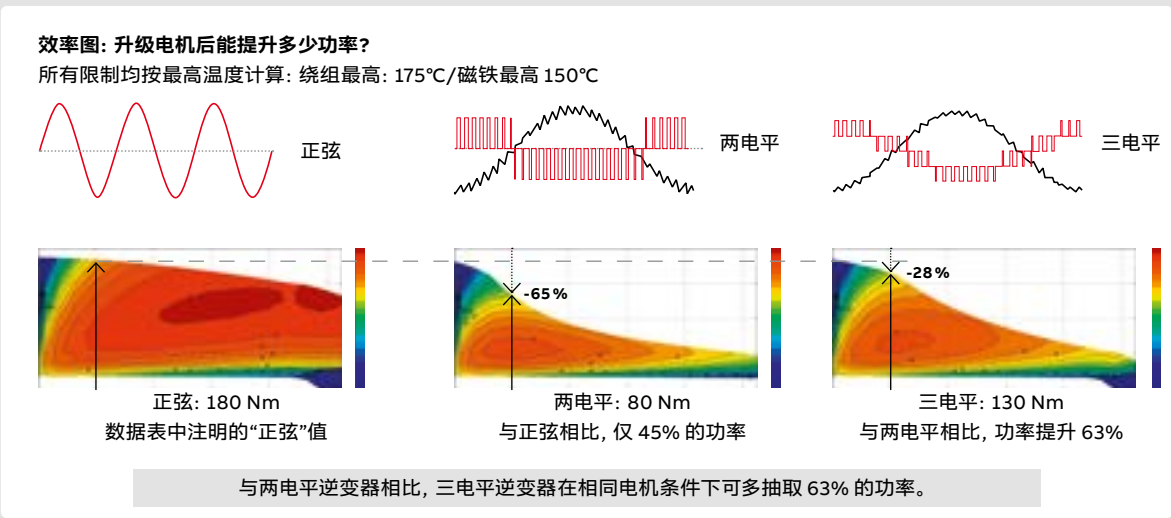 效率图: 升级电机后能提升多少功率?
所有限制均按最高温度计算: 绕组最高: 175℃/磁铁最高 150℃
正弦
两电平
三电平
-65%
-28%
正弦: 180 Nm
数据表中注明的“正弦”值
两电平: 80 Nm
与正弦相比, 仅 45% 的功率
三电平: 130 Nm
与两电平相比, 功率提升 63%
与两电平逆变器相比, 三电平逆变器在相同电机条件下可多抽取 63% 的功率。